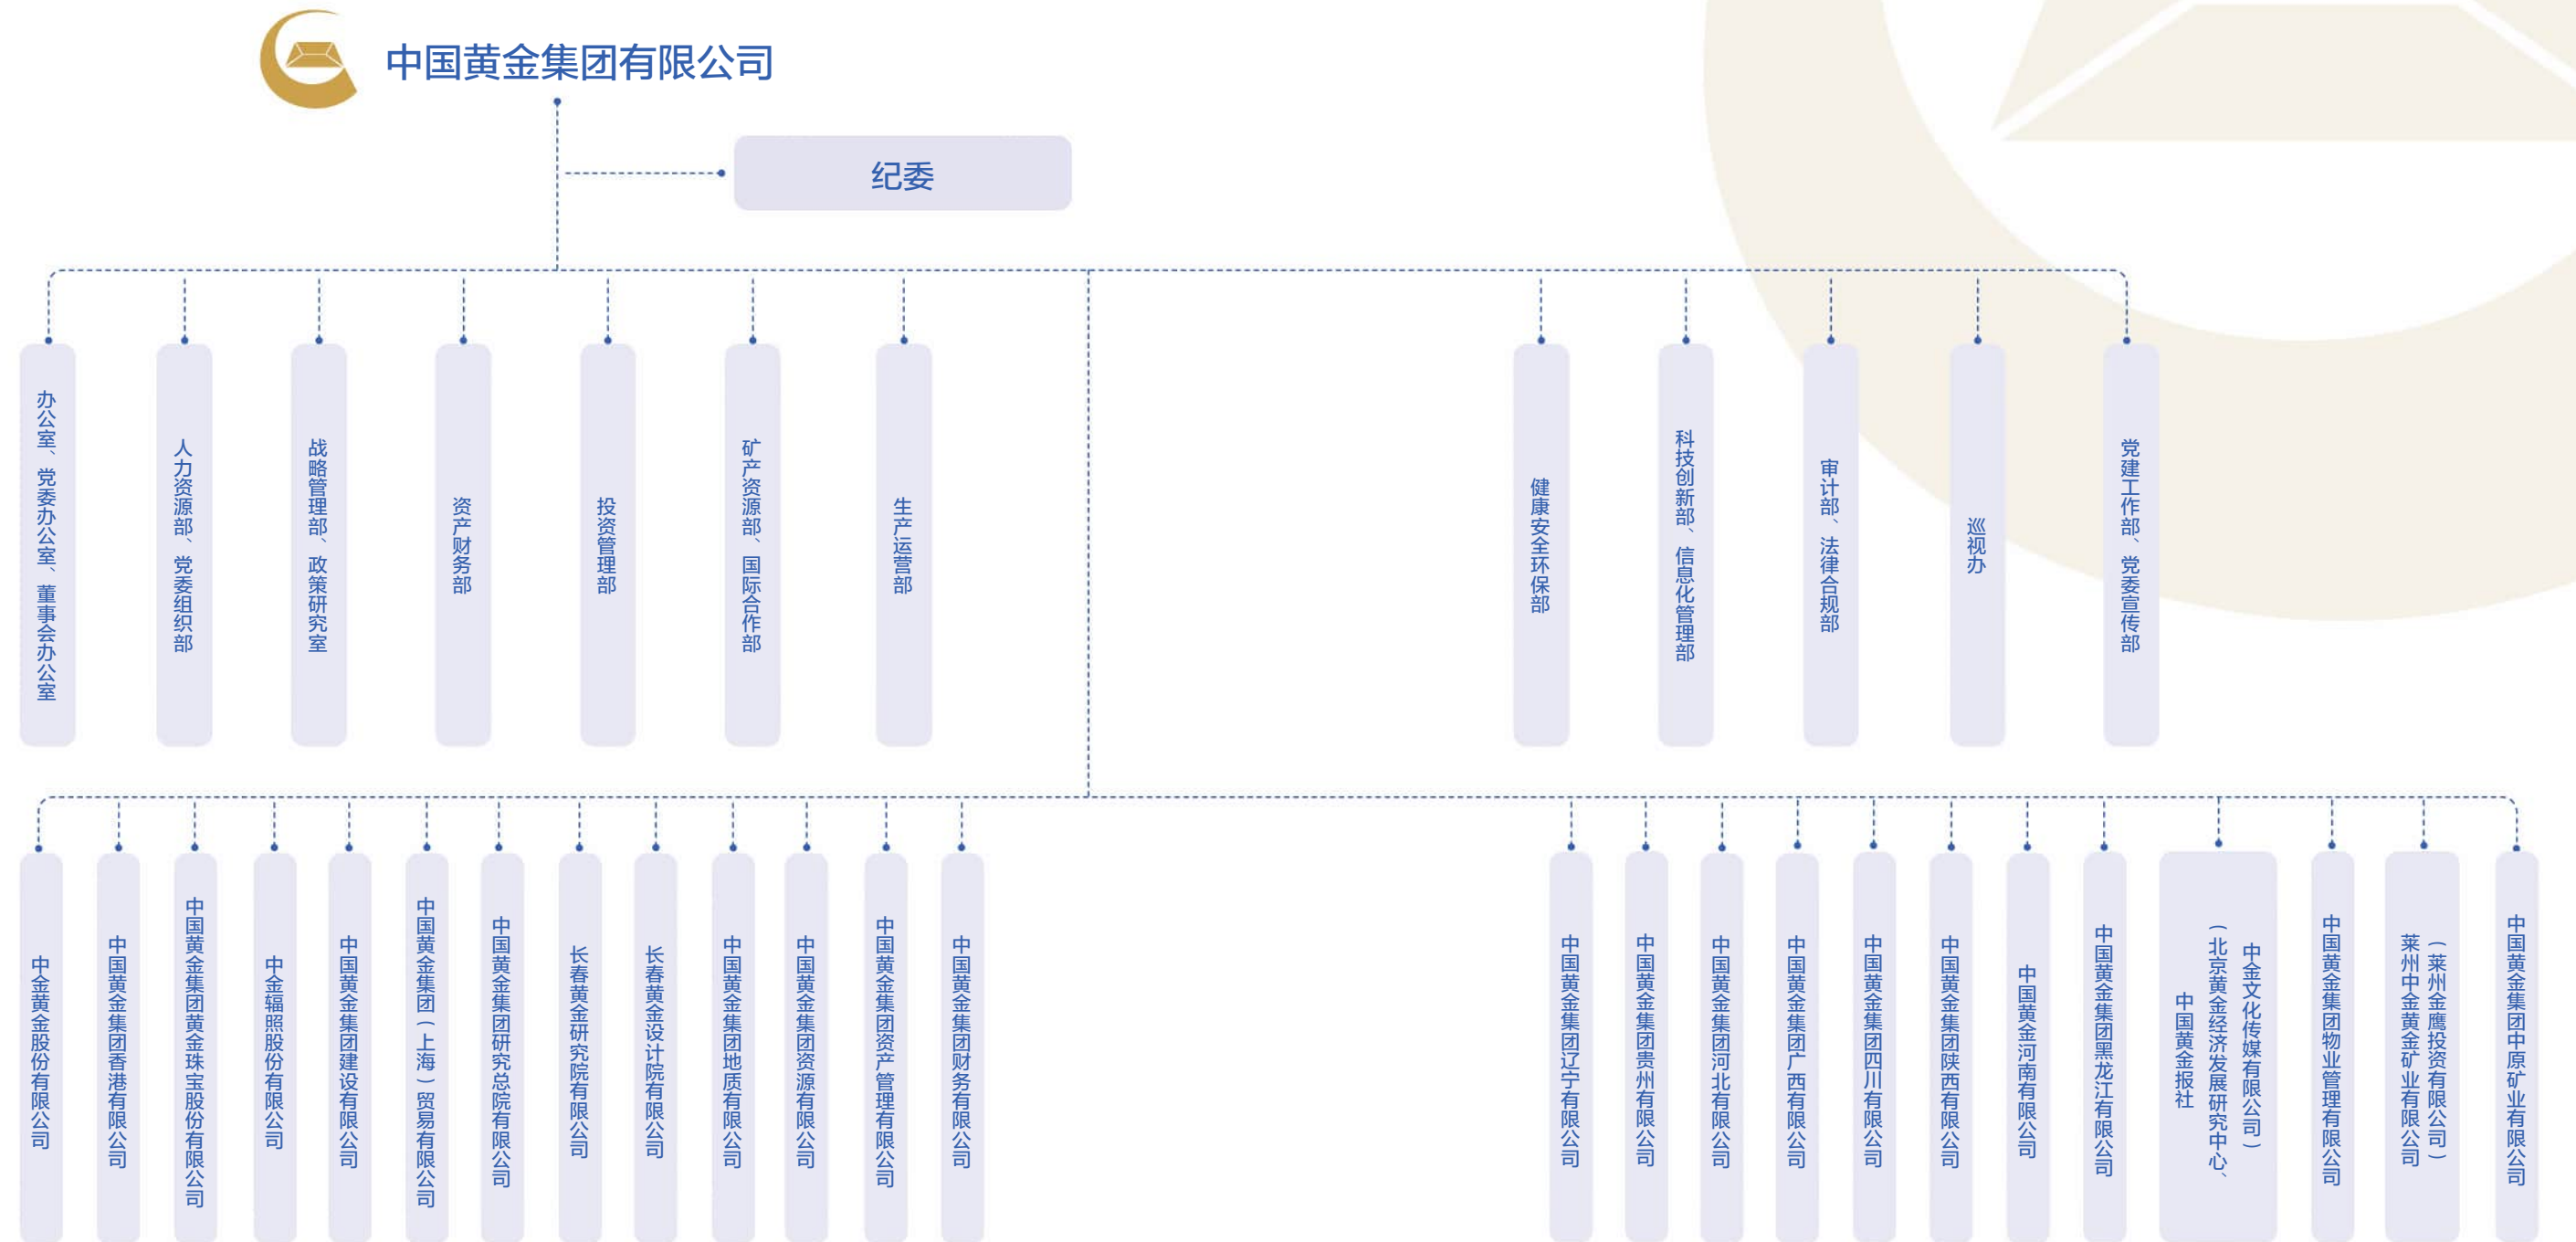 中国黄金集团有限公司
纪委
办公室、党委办公室、董事会办公室
人力资源部、党委组织部
战略管理部、政策研究室
资产财务部
投资管理部
矿产资源部、国际合作部
生产运营部
健康安全环保部
科技创新部、信息化管理部
审计部、法律合规部
巡视办
党建工作部、党委宣传部
中金黄金股份有限公司
中国黄金集团香港有限公司
中国黄金集团黄金珠宝股份有限公司
中金辐照股份有限公司
中国黄金集团建设有限公司
中国黄金集团(上海)贸易有限公司
中国黄金集团研究总院有限公司
长春黄金研究院有限公司
长春黄金设计院有限公司
中国黄金集团地质有限公司
中国黄金集团资源有限公司
中国黄金集团资产管理有限公司
中国黄金集团财务有限公司
中国黄金集团辽宁有限公司
中国黄金集团贵州有限公司
中国黄金集团河北有限公司
中国黄金集团广西有限公司
中国黄金集团四川有限公司
中国黄金集团陕西有限公司
中国黄金河南有限公司
中国黄金集团黑龙江有限公司
中国黄金报社
(北京黄金经济发展研究中心、
中金文化传媒有限公司)
中国黄金集团物业管理有限公司
莱州中金黄金矿业有限公司
(莱州金鹰投资有限公司)
中国黄金集团中原矿业有限公司